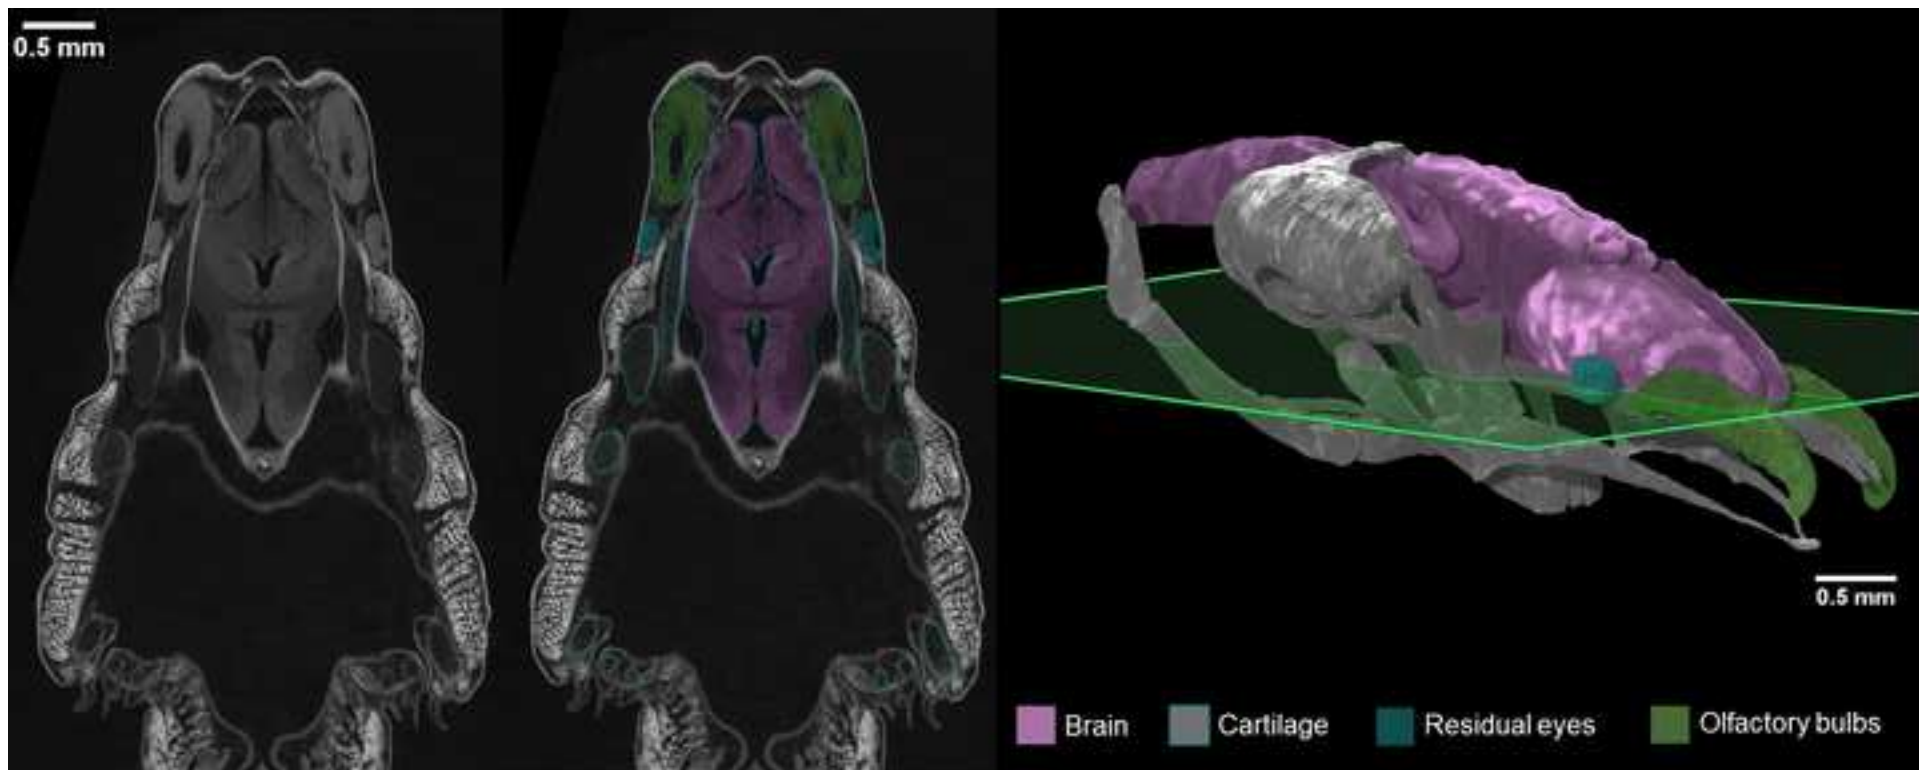 0.5 mm
0.5 mm
Brain
Cartilage
Residual eyes
Olfactory bulbs